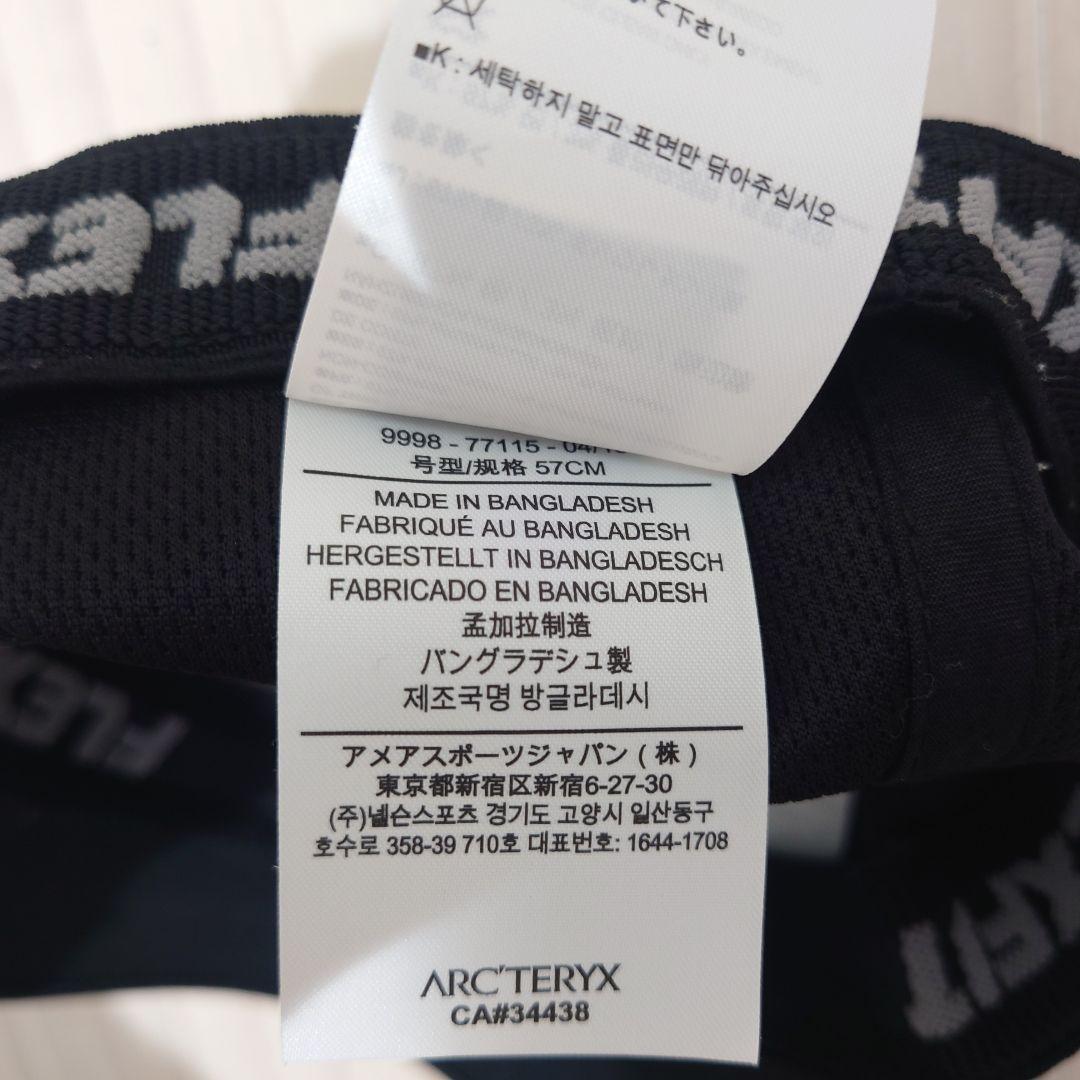 て下さい。
■K : 세탁하지 말고 표면만 닦아주십시오
FLEX
9998 - 77115 - 04/
号型/规格 57CM
MADE IN BANGLADESH
FABRIQUÉ AU BANGLADESH
HERGESTELLT IN BANGLADESCH
FABRICADO EN BANGLADESH
孟加拉制造
バングラデシュ製
제조국명 방글라데시
アメアスポーツジャパン ( 株 )
東京都新宿区新宿6-27-30
(주)넬슨스포츠 경기도 고양시 일산동구
호수로 358-39 710호 대표번호: 1644-1708
ARC'TERYX
CA#34438
FLEX
XFIT